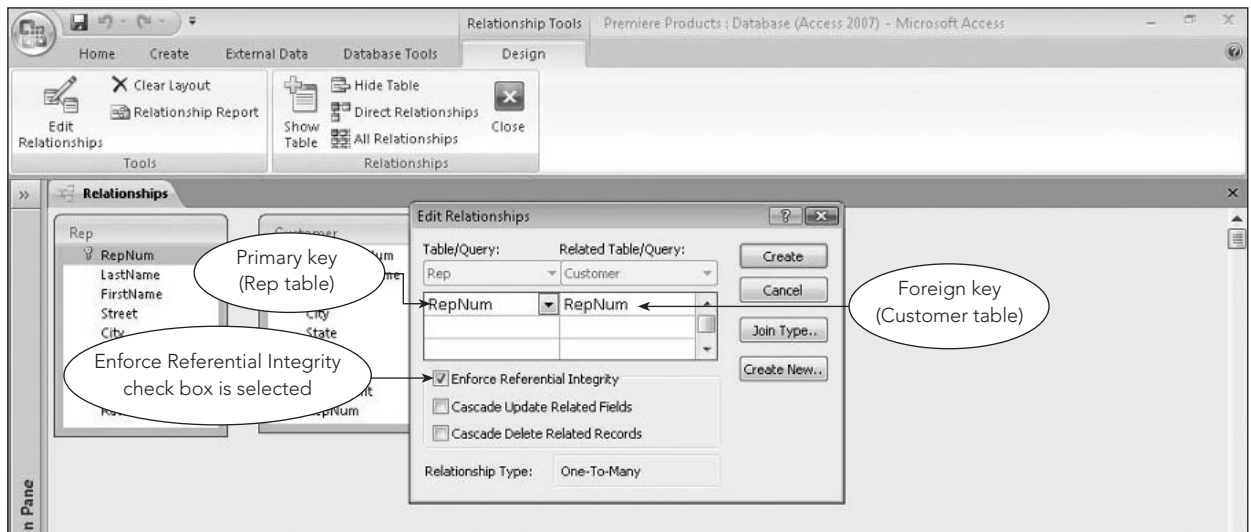 Relationship Tools Premiere Products : Database (Access 2007) - Microsoft Access
Home Create External Data Database Tools Design
Edit Relationships
Clear Layout
Relationship Report
Tools
Show Table
Hide Table
Direct Relationships
All Relationships
Close
Relationships
Relationships
Rep
RepNum
LastName
FirstName
Street
City
Customer
City
State
Primary key
(Rep table)
Enforce Referential Integrity
check box is selected
Edit Relationships
Table/Query: Related Table/Query:
Rep Customer
RepNum RepNum
Enforce Referential Integrity
Cascade Update Related Fields
Cascade Delete Related Records
Relationship Type: One-To-Many
Create
Cancel
Join Type..
Create New..
Foreign key
(Customer table)